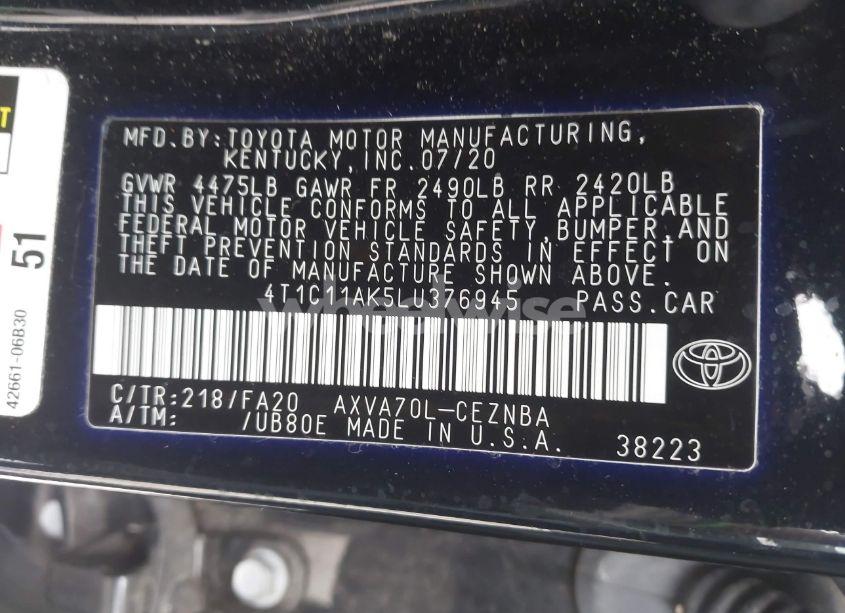 MFD.BY:TOYOTA MOTOR MANUFACTURING,
KENTUCKY, INC.07/20
GVWR 4475LB GAWR FR 2490LB RR 2420LB
THIS VEHICLE CONFORMS TO ALL APPLICABLE
FEDERAL MOTOR VEHICLE SAFETY,BUMPER,AND
THEFT PREVENTION STANDARDS IN EFFECT ON
THE DATE OF MANUFACTURE SHOWN ABOVE.
4T1C11AK5LU376945 PASS.CAR
wheelwise
C/TR:218/FA20 AXVA70L-CEZNBA
A/TM: /UB80E MADE IN U.S.A.
38223
51
42661-06B30